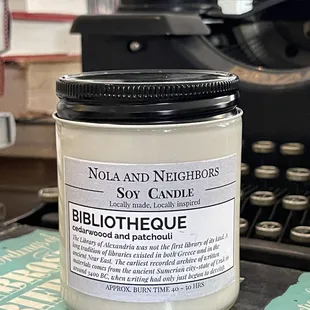 NOLA AND NEIGHBORS
SOY CANDLE
Locally made, Locally inspired
BIBLIOTHEQUE
cedarwood and patchouli
The Library of Alexandria was not the first library of its kind. A
long tradition of libraries existed in both Greece and in the
ancient Near East. The earliest recorded archive of written
materials comes from the ancient Sumerian city-state of Uruk in
around 3400 BC, when writing had only just begun to develop.
APPROX. BURN TIME 40 - 50 HRS.